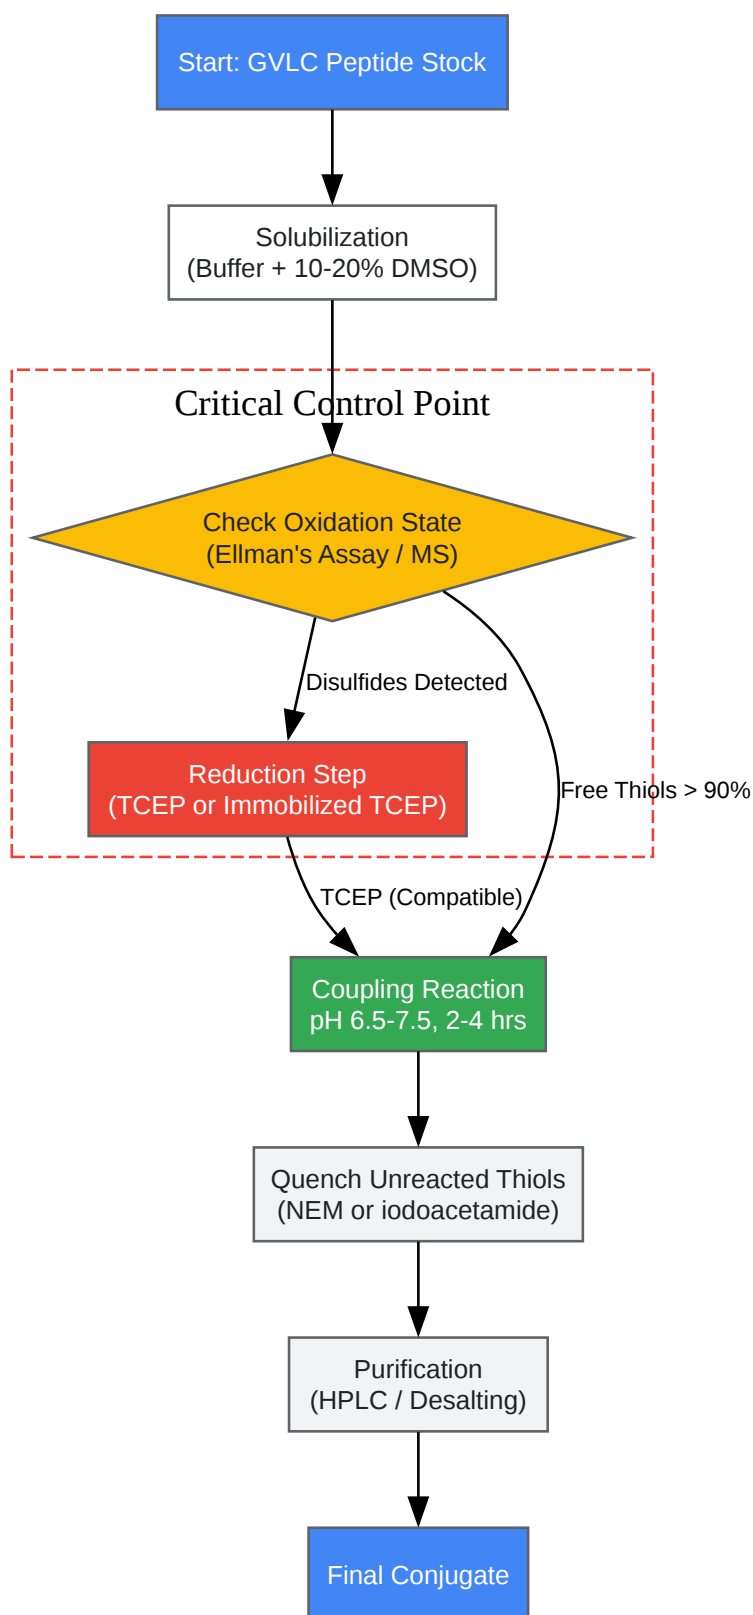 Start: GVLC Peptide Stock
Solubilization
(Buffer + 10-20% DMSO)
Critical Control Point
Check Oxidation State
(Ellman's Assay / MS)
Disulfides Detected
Reduction Step
(TCEP or Immobilized TCEP)
Free Thiols > 90%
TCEP (Compatible)
Coupling Reaction
pH 6.5-7.5, 2-4 hrs
Quench Unreacted Thiols
(NEM or iodoacetamide)
Purification
(HPLC / Desalting)
Final Conjugate